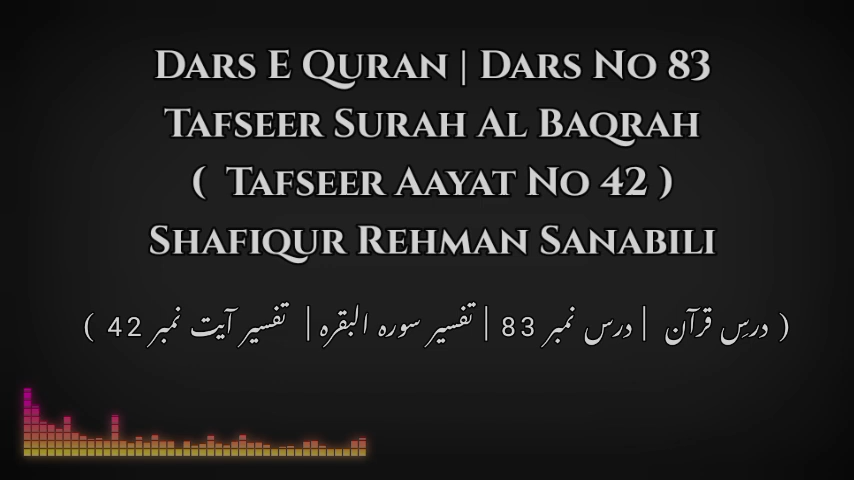 Dars E Quran | Dars No 83
Tafseer Surah Al Baqrah
( Tafseer Aayat No 42 )
Shafiqur Rehman Sanabili
( درسِ قرآن | درس نمبر 83 | تفسیر سورہ البقرہ | تفسیر آیت نمبر 42 )